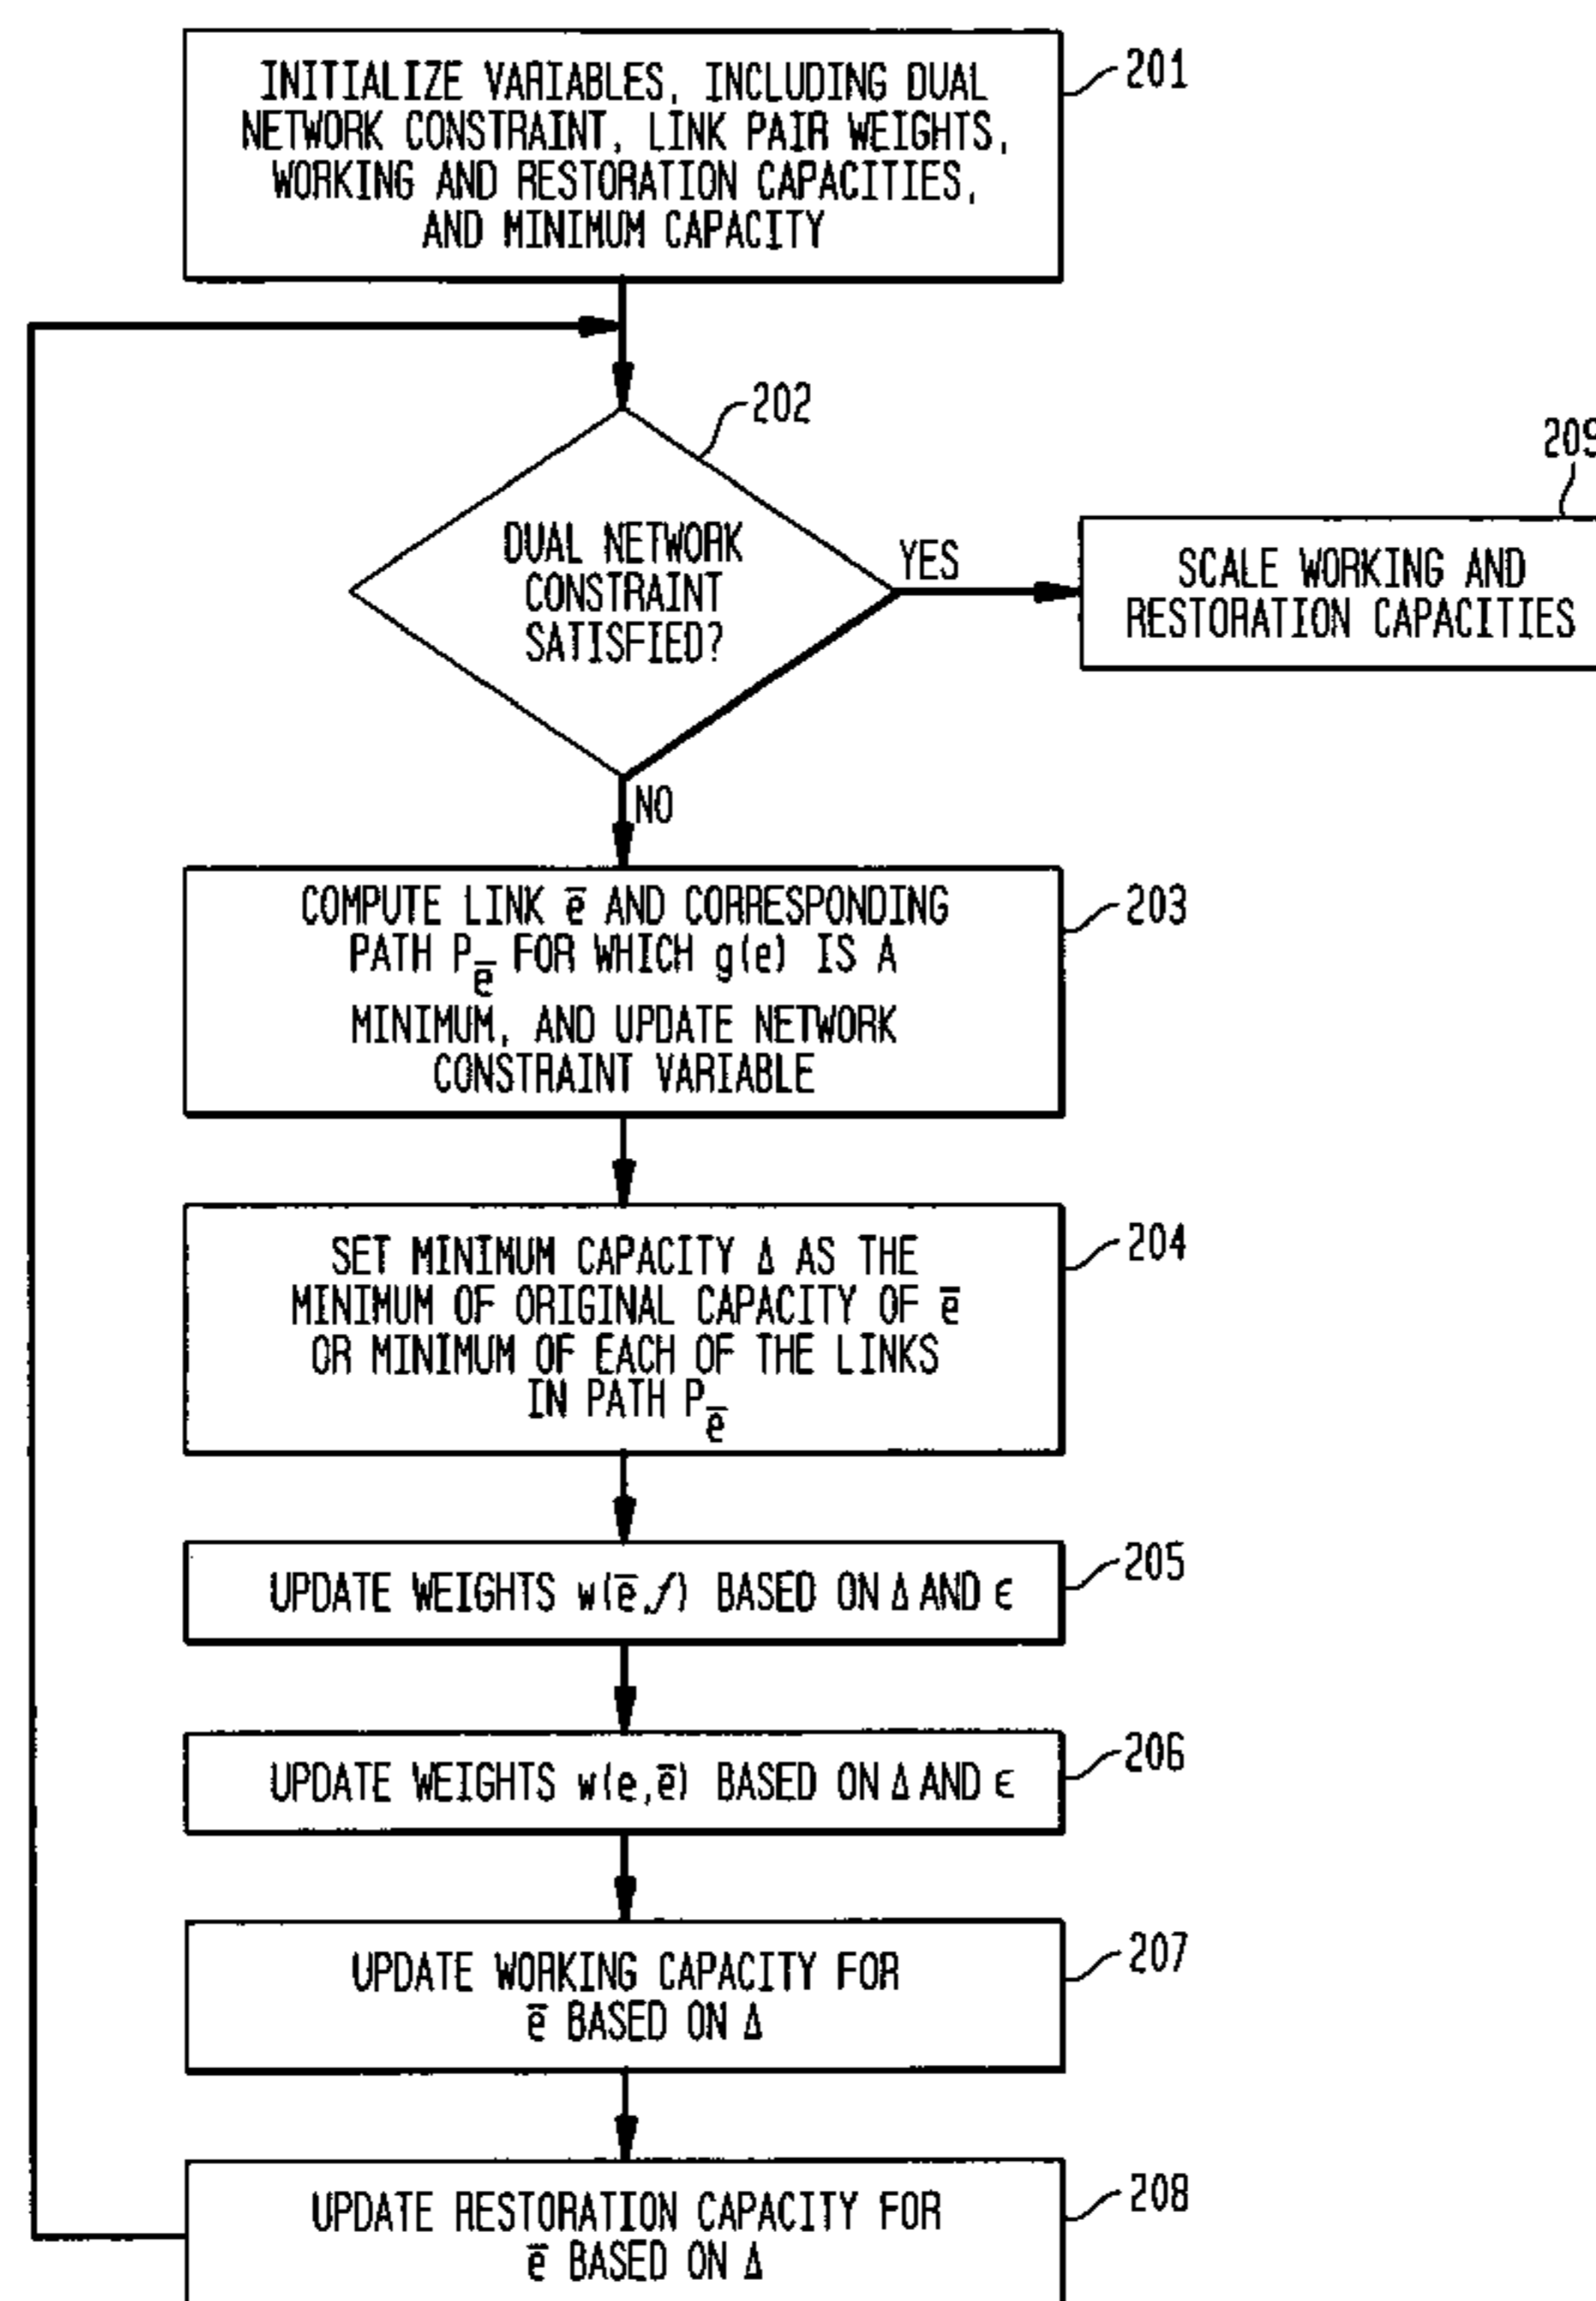 INITIALIZE VARIABLES, INCLUDING DUAL
NETWORK CONSTRAINT, LINK PAIR WEIGHTS,
WORKING AND RESTORATION CAPACITIES,
AND MINIMUM CAPACITY
201
202
DUAL NETWORK
CONSTRAINT
SATISFIED?
YES
209
SCALE WORKING AND
RESTORATION CAPACITIES
NO
COMPUTE LINK e̅ AND CORRESPONDING
PATH P_e̅ FOR WHICH g(e) IS A
MINIMUM, AND UPDATE NETWORK
CONSTRAINT VARIABLE
203
SET MINIMUM CAPACITY Δ AS THE
MINIMUM OF ORIGINAL CAPACITY OF e̅
OR MINIMUM OF EACH OF THE LINKS
IN PATH P_e̅
204
UPDATE WEIGHTS w(e̅,f) BASED ON Δ AND ϵ
205
UPDATE WEIGHTS w(e,e̅) BASED ON Δ AND ϵ
206
UPDATE WORKING CAPACITY FOR
e̅ BASED ON Δ
207
UPDATE RESTORATION CAPACITY FOR
e̅ BASED ON Δ
208